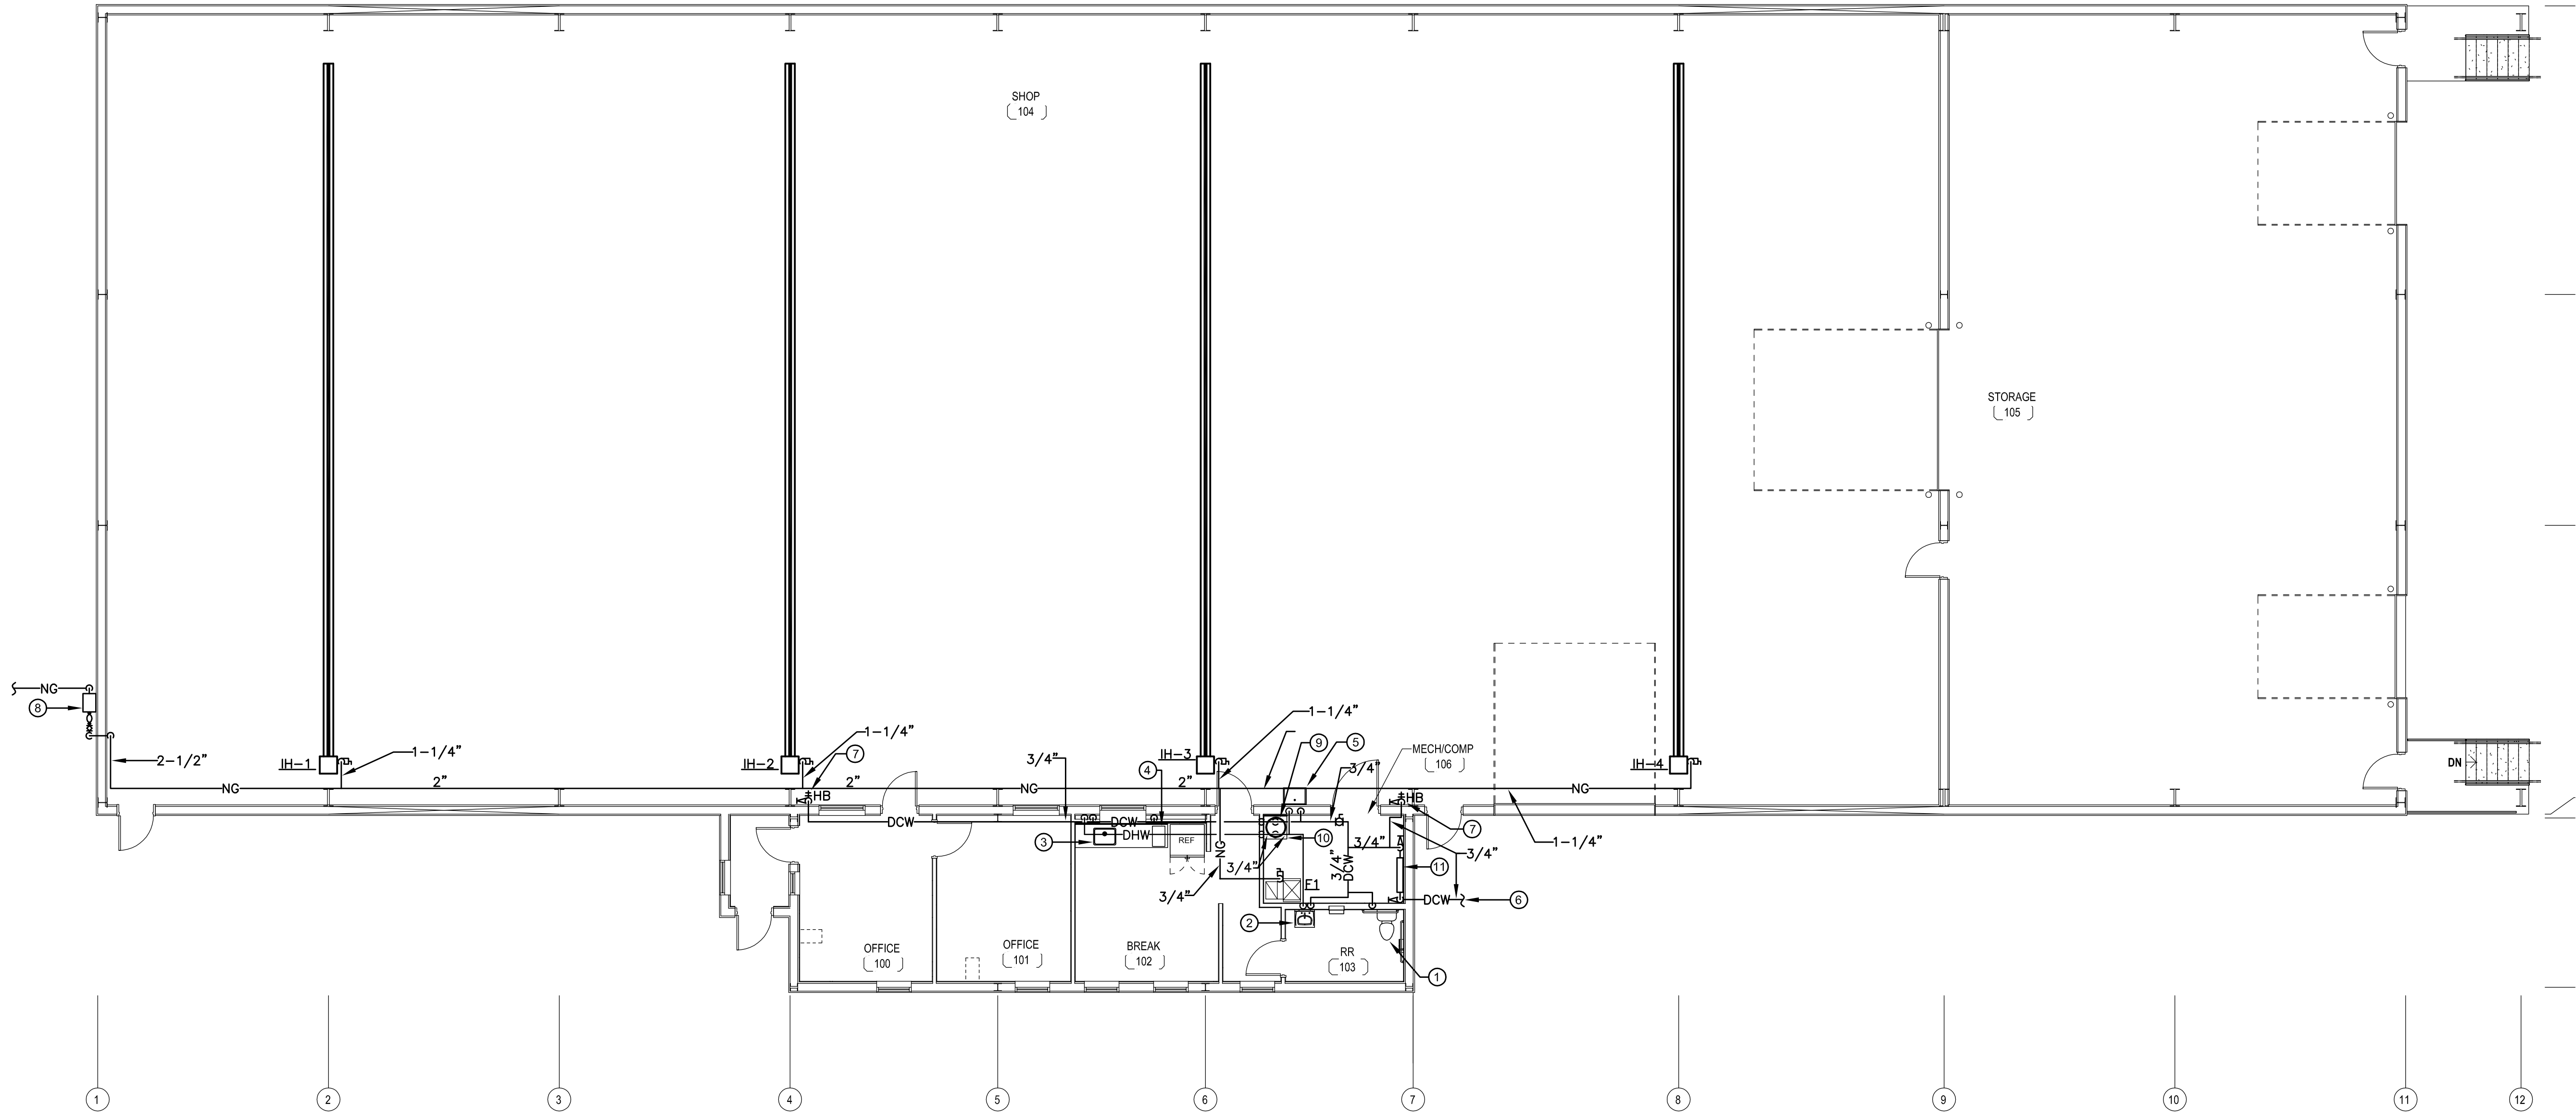 SHOP
104
STORAGE
105
NG
8
2-1/2"
IH-1
1-1/4"
NG
2"
IH-2
1-1/4"
7
2"
HB
DCW
3/4"
NG
4
IH-3
2"
1-1/4"
9
5
MECH/COMP
106
3/4"
IH-4
NG
HB
7
1-1/4"
DCW
DHW
3
REF
NG
3/4"
3/4"
10
3/4"
DCW
3/4"
3/4"
11
F1
DCW
6
2
OFFICE
100
OFFICE
101
BREAK
102
RR
103
1
DN
1
2
3
4
5
6
7
8
9
10
11
12